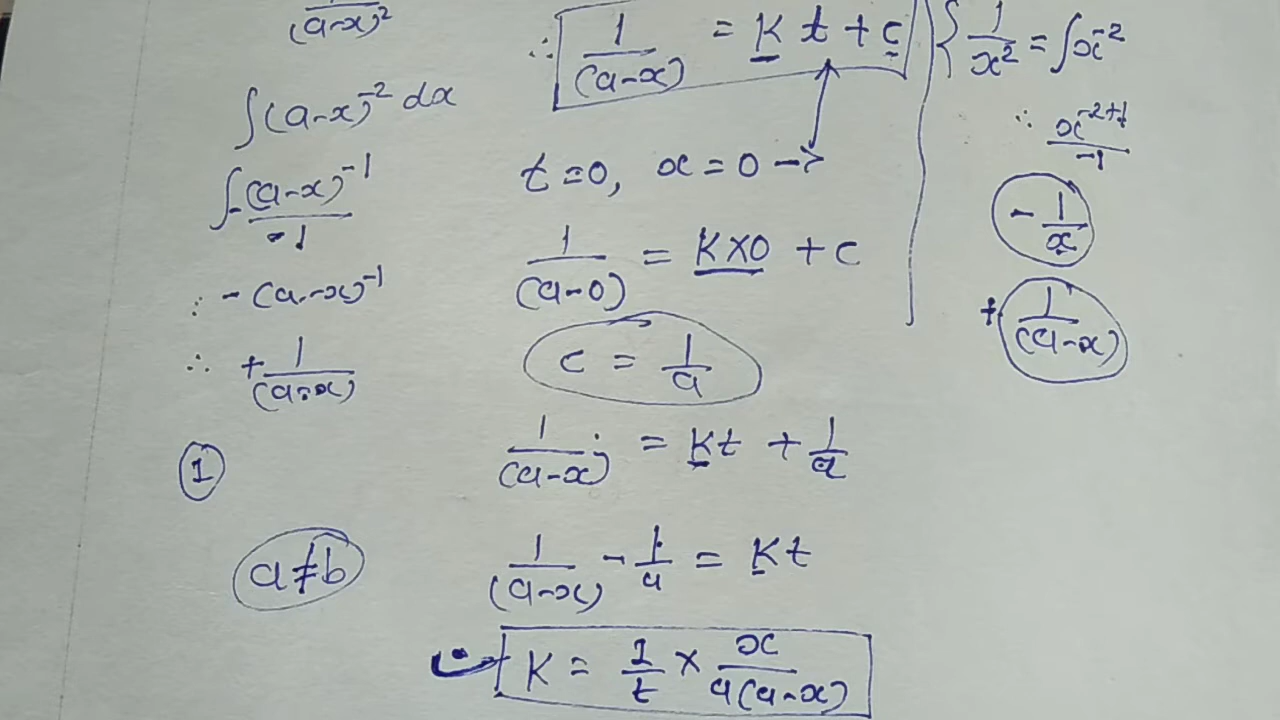 1/(a-x)²
∫(a-x)⁻² dx
∫-(a-x)⁻¹/-1
∴ -(a-x)⁻¹
∴ +1/(a-x)
1
a≠b
∴ 1/(a-x) = K t + c
t=0, x=0 →
1/(a-0) = K×0 + c
c = 1/a
1/(a-x) = Kt + 1/a
1/(a-x) - 1/a = Kt
K = 1/t × x/a(a-x)
{ 1/x² = ∫x⁻²
∴ x⁻²⁺¹/-1
-1/x
+ 1/(a-x)